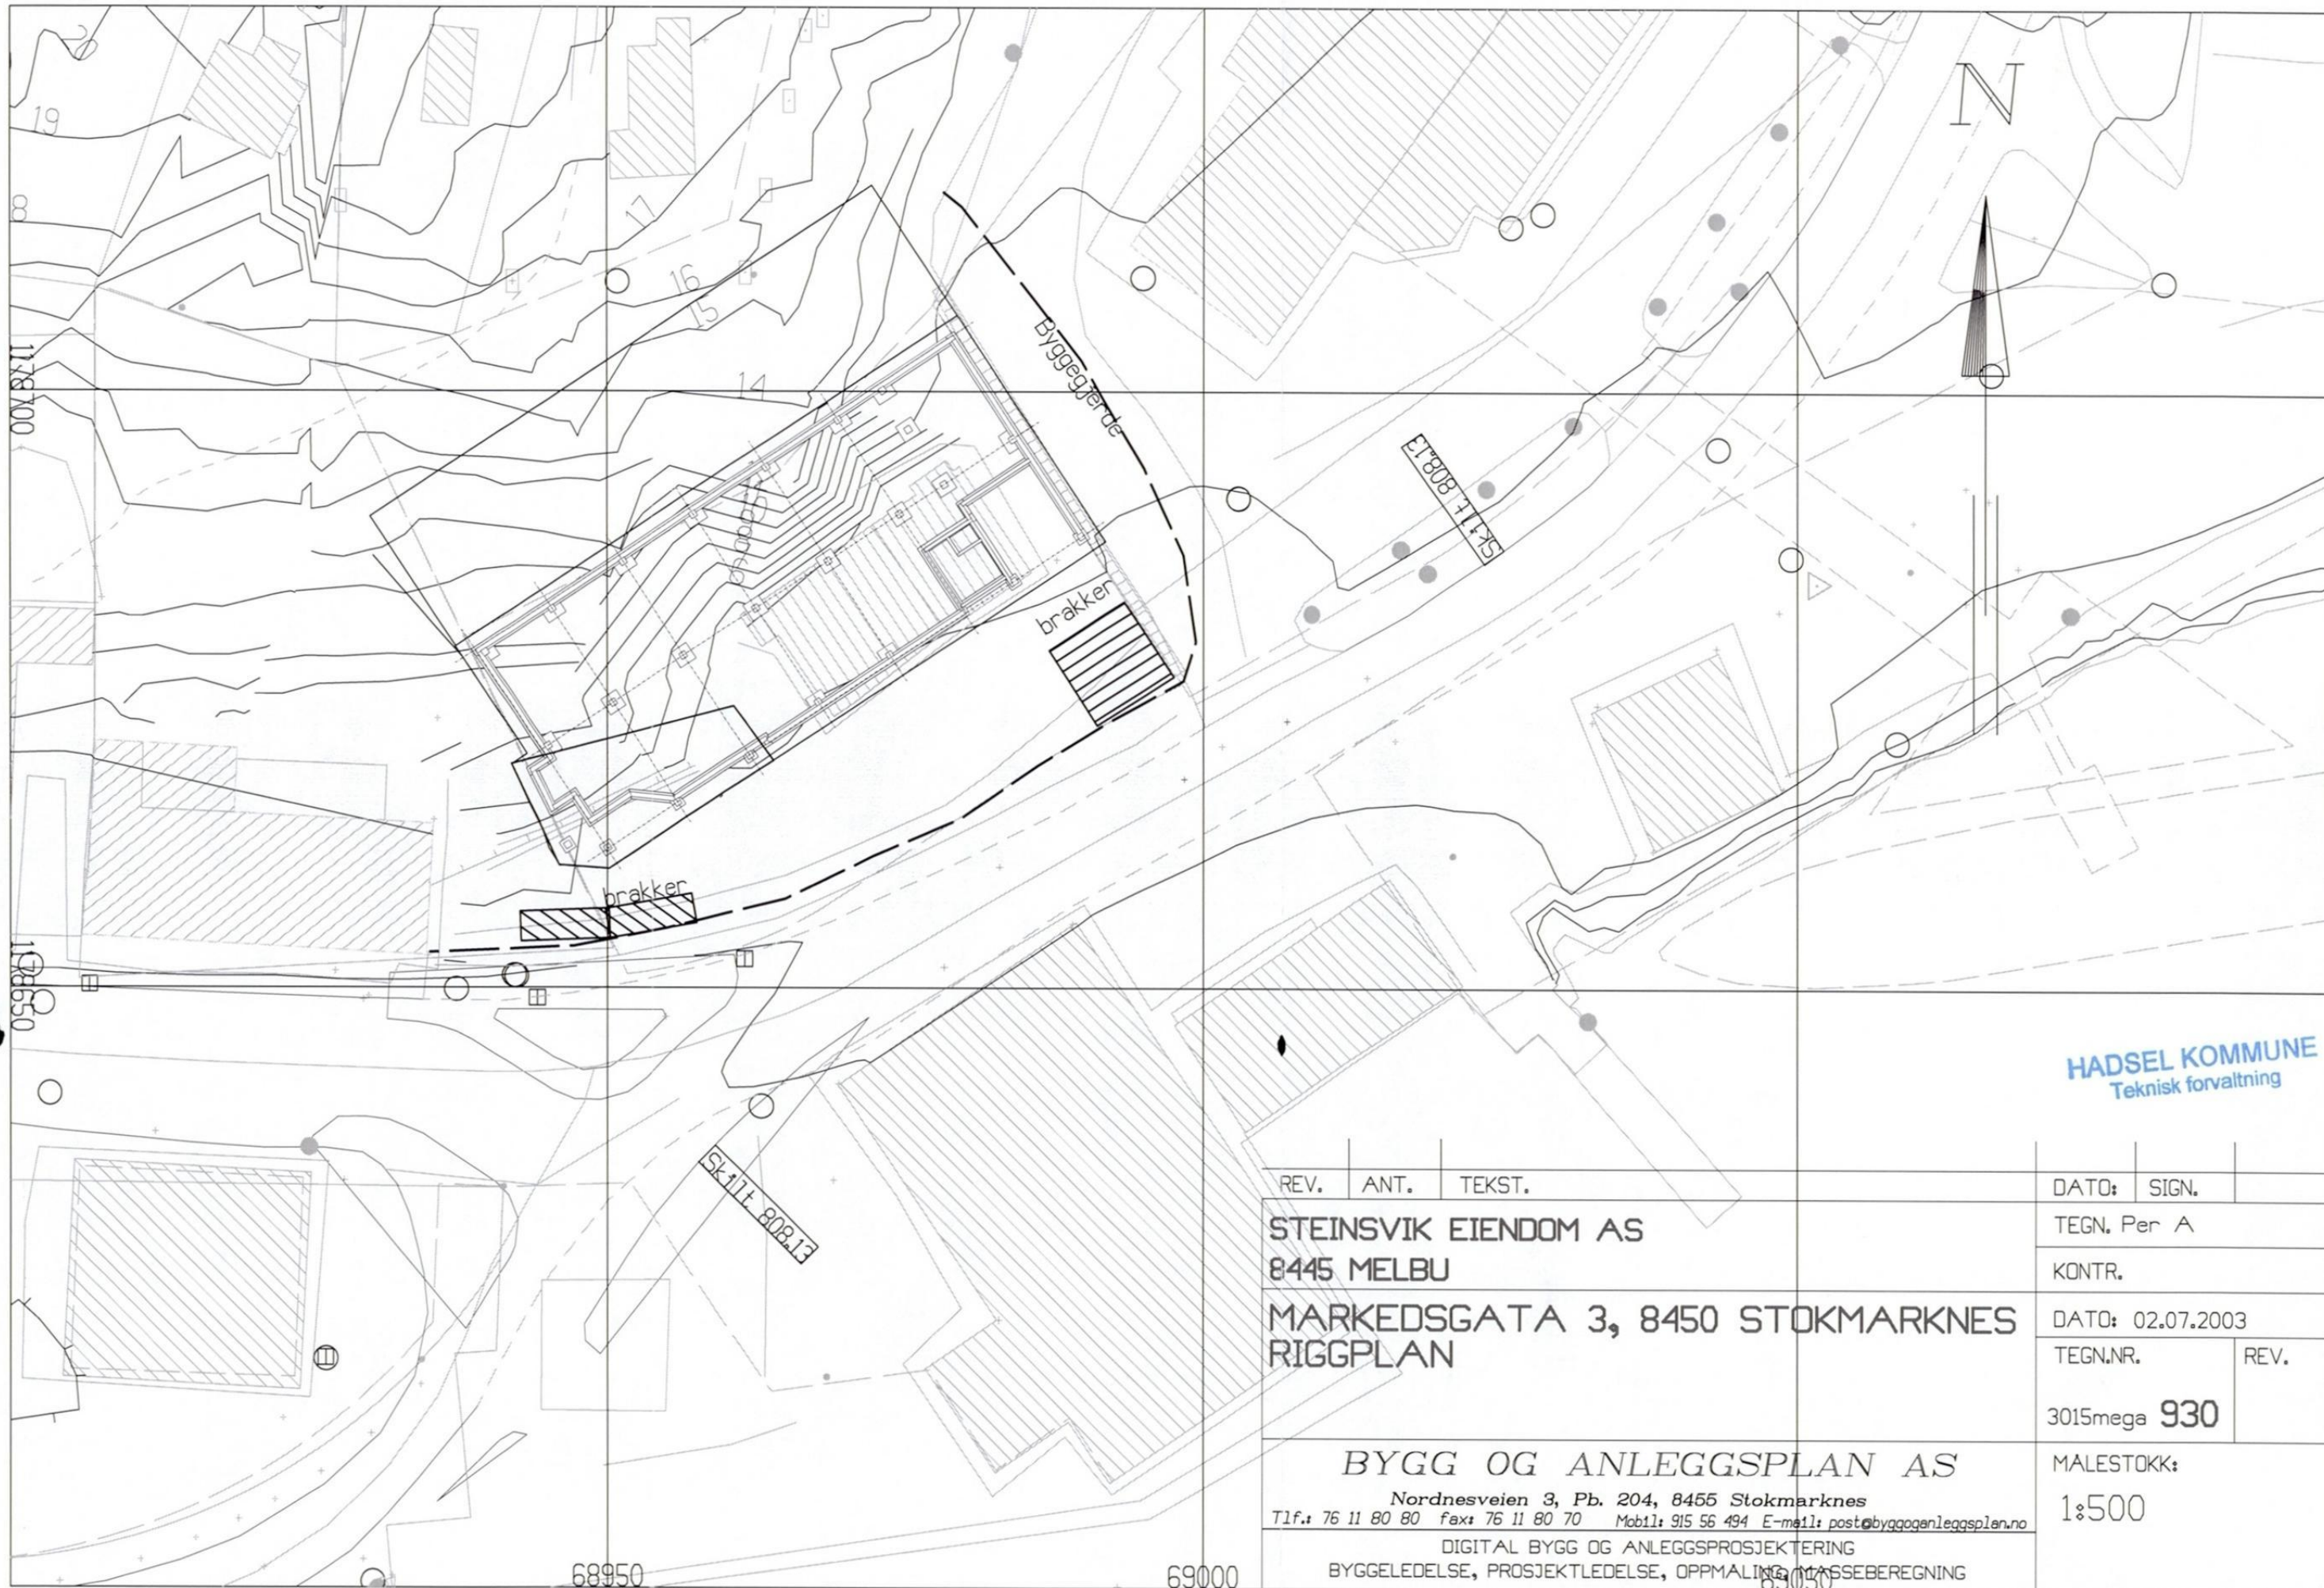 N
20
19
8
17
16
15
14
1178700
Byggegjerde
Skilt 808.13
brakker
brakker
1178650
Skilt 808.13
HADSEL KOMMUNE
Teknisk forvaltning
REV. ANT. TEKST. DATO: SIGN.
STEINSVIK EIENDOM AS
8445 MELBU
TEGN. Per A
KONTR.
MARKEDSGATA 3, 8450 STOKMARKNES
RIGGPLAN
DATO: 02.07.2003
TEGN.NR. REV.
3015mega 930
BYGG OG ANLEGGSPLAN AS
Nordnesveien 3, Pb. 204, 8455 Stokmarknes
Tlf.: 76 11 80 80 fax: 76 11 80 70 Mobil: 915 56 494 E-mail: post@byggoganleggsplan.no
DIGITAL BYGG OG ANLEGGSPROSJEKTERING
BYGGELEDELSE, PROSJEKTLEDELSE, OPPMALING, MASSEBEREGNING
MALESTOKK:
1:500
68950
69000
69050